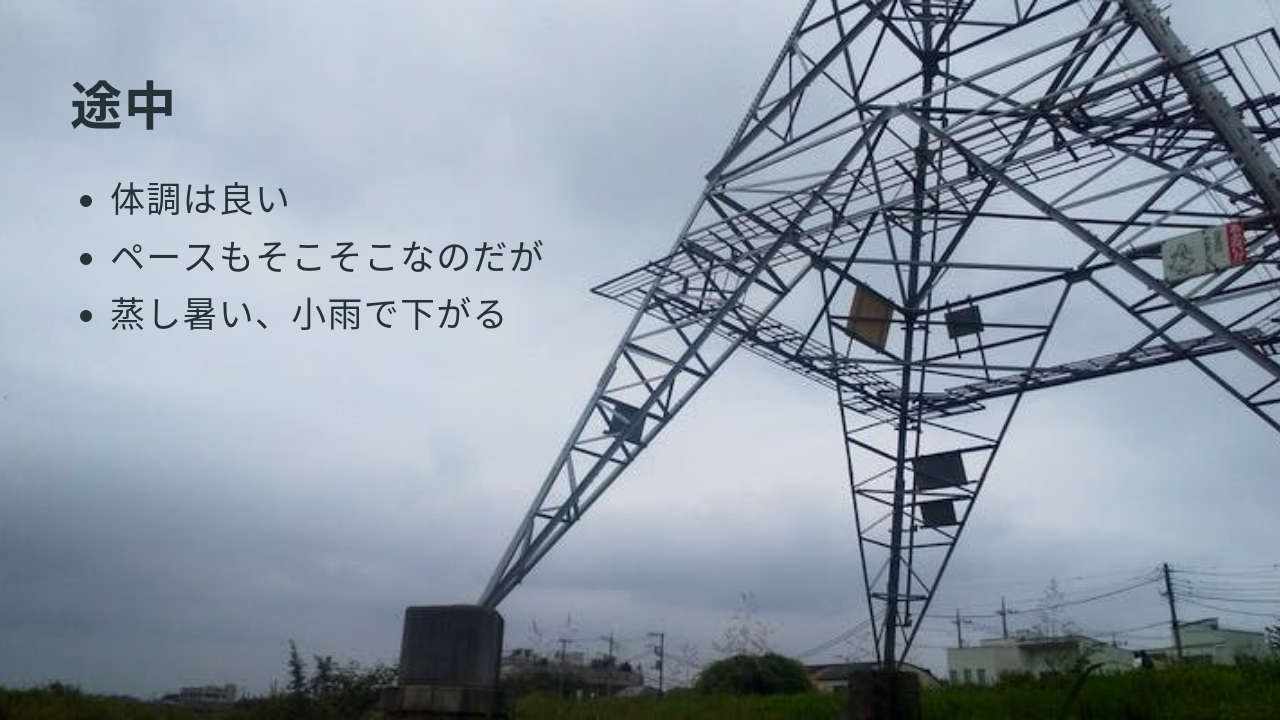 途中
体調は良い
ペースもそこそこなのだが
蒸し暑い、小雨で下がる